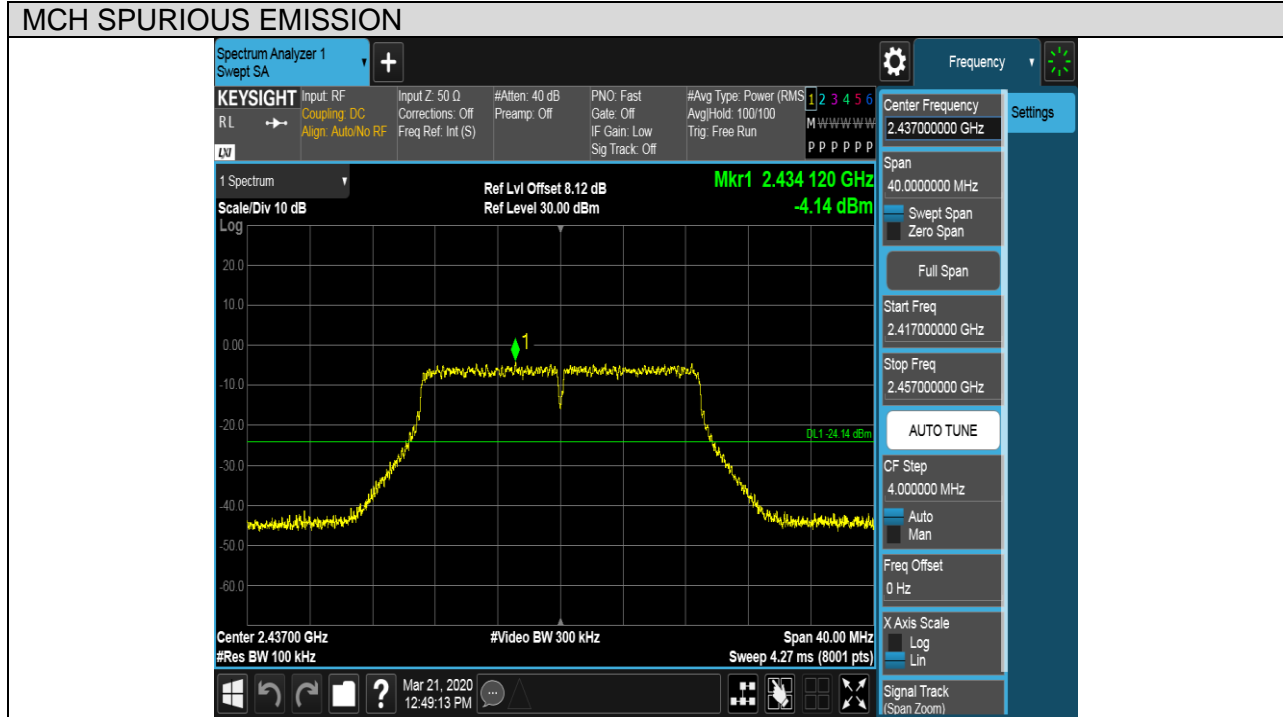 MCH SPURIOUS EMISSION
Spectrum Analyzer 1
Swept SA
+
Frequency
KEYSIGHT
RL
LXI
Input: RF
Coupling: DC
Align: Auto/No RF
Input Z: 50 Ω
Corrections: Off
Freq Ref: Int (S)
#Atten: 40 dB
Preamp: Off
PNO: Fast
Gate: Off
IF Gain: Low
Sig Track: Off
#Avg Type: Power (RMS
Avg|Hold: 100/100
Trig: Free Run
1 2 3 4 5 6
M W W W W W
P P P P P P
1 Spectrum
Scale/Div 10 dB
Log
Ref Lvl Offset 8.12 dB
Ref Level 30.00 dBm
Mkr1 2.434 120 GHz
-4.14 dBm
20.0
10.0
0.00
-10.0
-20.0
-30.0
-40.0
-50.0
-60.0
1
DL1 -24.14 dBm
Center 2.43700 GHz
#Res BW 100 kHz
#Video BW 300 kHz
Span 40.00 MHz
Sweep 4.27 ms (8001 pts)
?
Mar 21, 2020
12:49:13 PM
Center Frequency
2.437000000 GHz
Settings
Span
40.0000000 MHz
Swept Span
Zero Span
Full Span
Start Freq
2.417000000 GHz
Stop Freq
2.457000000 GHz
AUTO TUNE
CF Step
4.000000 MHz
Auto
Man
Freq Offset
0 Hz
X Axis Scale
Log
Lin
Signal Track
(Span Zoom)